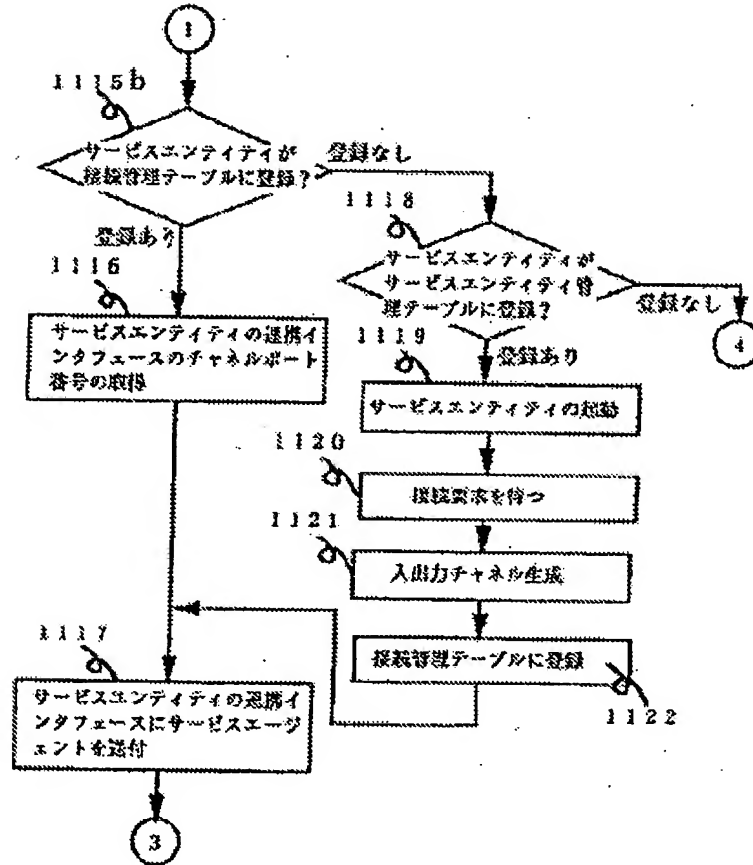 1
1115b
サービスエンティティが
接続管理テーブルに登録?
登録なし
登録あり
1116
サービスエンティティの連携イ
ンタフェースのチャネルポート
番号の取得
1118
サービスエンティティが
サービスエンティティ管
理テーブルに登録?
登録なし
4
登録あり
1119
サービスエンティティの起動
1120
接続要求を待つ
1121
入出力チャネル生成
接続管理テーブルに登録
1122
1117
サービスエンティティの連携イ
ンタフェースにサービスエージ
ェントを送付
3